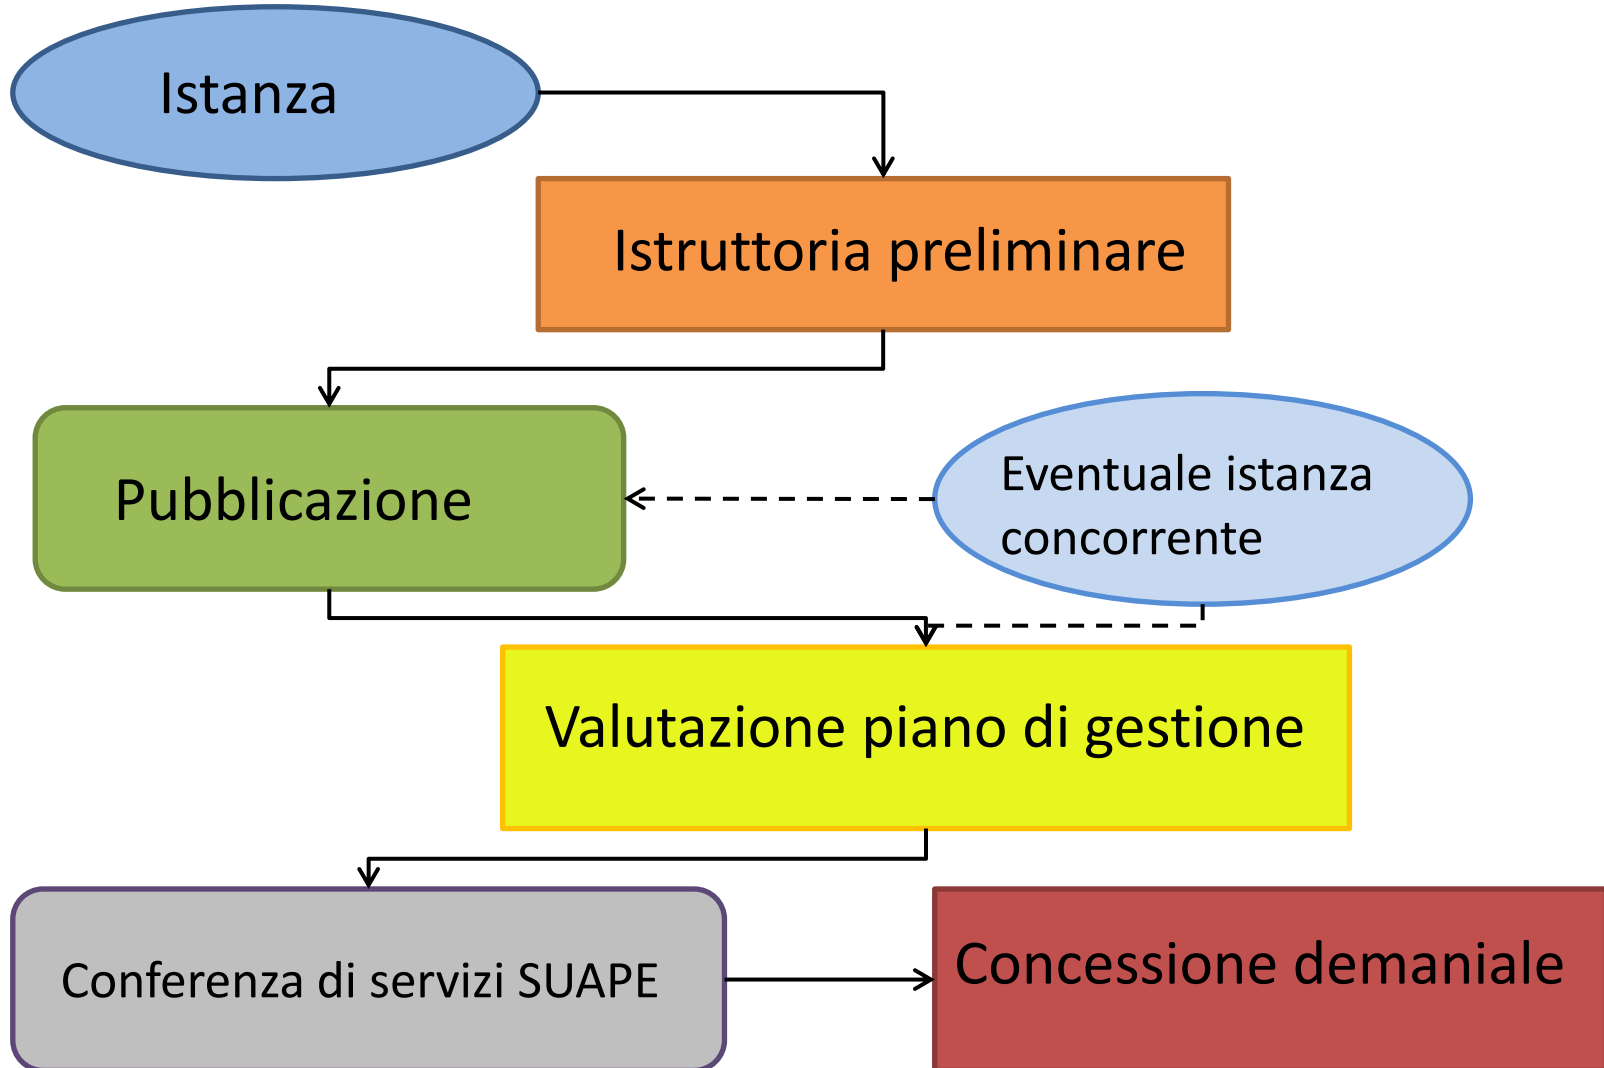 Istanza
Istruttoria preliminare
Pubblicazione
Eventuale istanza
concorrente
Valutazione piano di gestione
Conferenza di servizi SUAPE
Concessione demaniale